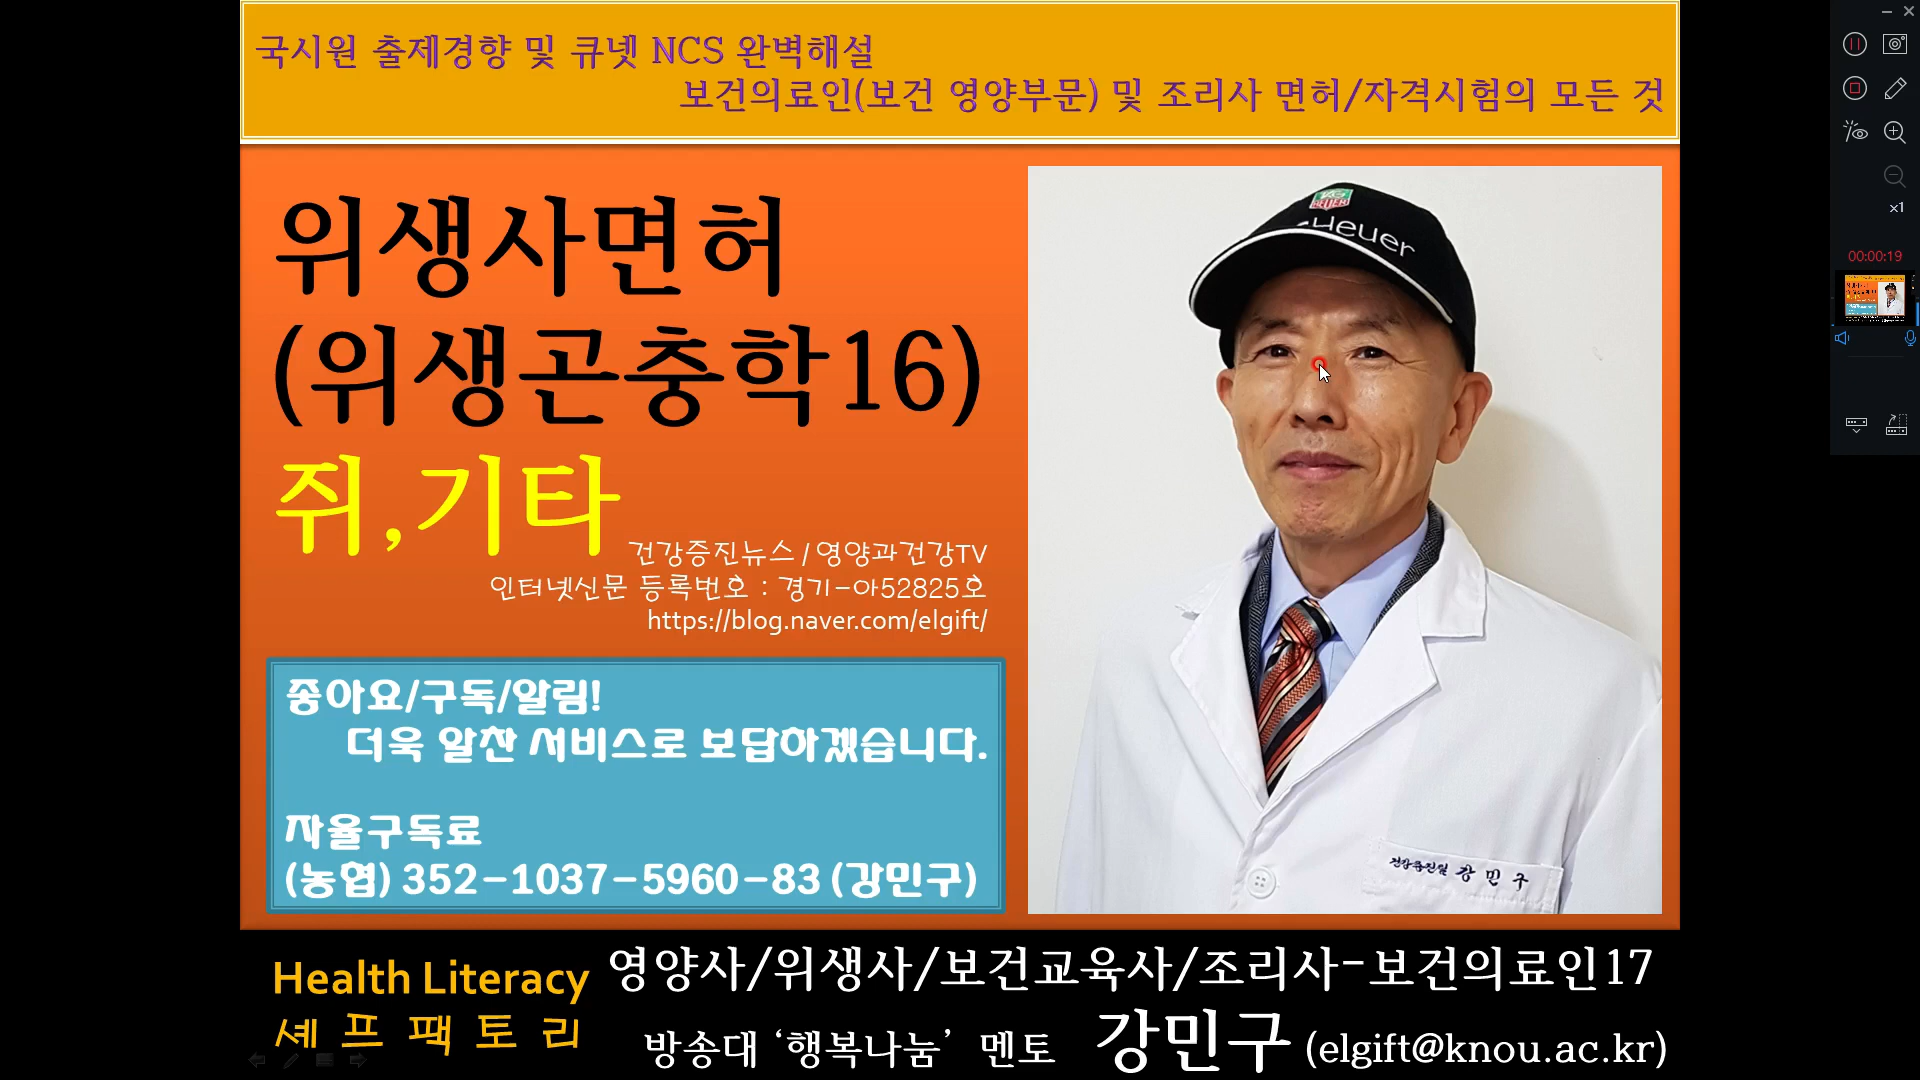 국시원 출제경향 및 큐넷 NCS 완벽해설
보건의료인(보건 영양부문) 및 조리사 면허/자격시험의 모든 것
위생사면허
(위생곤충학16)
쥐,기타
건강증진뉴스 / 영양과건강TV
인터넷신문 등록번호 : 경기-아52825호
https://blog.naver.com/elgift/
좋아요/구독/알림!
더욱 알찬 서비스로 보답하겠습니다.
자율구독료
(농협) 352-1037-5960-83 (강민구)
TAG
HEUER
Heuer
건강증진원 강 민 구
Health Literacy
셰 프 팩 토 리
영양사/위생사/보건교육사/조리사-보건의료인17
방송대 ‘행복나눔’ 멘토 강민구 (elgift@knou.ac.kr)
x1
00:00:19